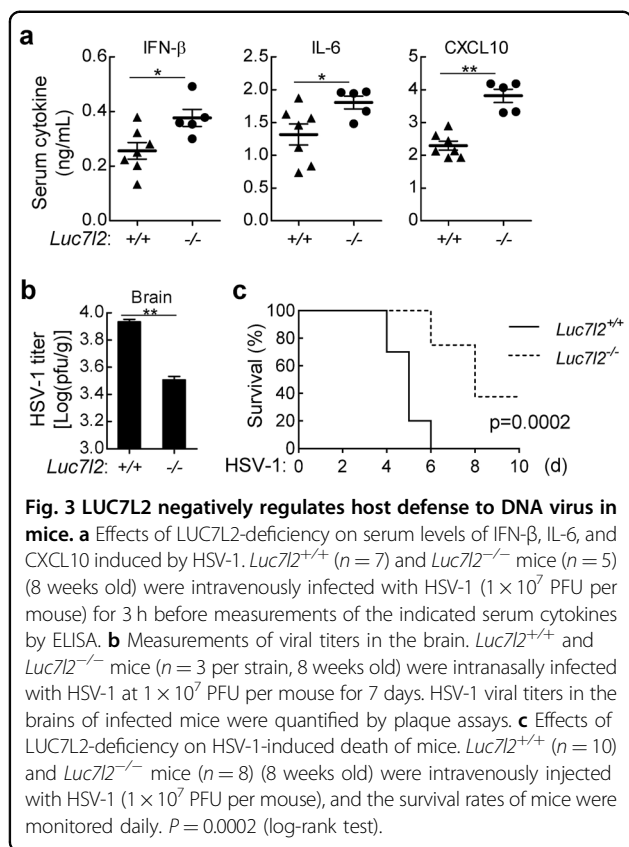 a
IFN-β
IL-6
CXCL10
Serum cytokine
(ng/mL)
0.6
0.4
0.2
0.0
*
2.0
1.5
1.0
0.5
0.0
*
5
4
3
2
1
0
**
Luc7l2: +/+ -/- +/+ -/- +/+ -/-
b
Brain
**
HSV-1 titer
[Log(pfu/g)]
4.0
3.8
3.6
3.4
3.2
3.0
Luc7l2: +/+ -/-
c
Survival (%)
100
80
60
40
20
0
Luc7l2+/+
Luc7l2-/-
p=0.0002
HSV-1: 0 2 4 6 8 10 (d)
Fig. 3 LUC7L2 negatively regulates host defense to DNA virus in
mice. a Effects of LUC7L2-deficiency on serum levels of IFN-β, IL-6, and
CXCL10 induced by HSV-1. Luc7l2+/+ (n = 7) and Luc7l2−/− mice (n = 5)
(8 weeks old) were intravenously infected with HSV-1 (1 × 10⁷ PFU per
mouse) for 3 h before measurements of the indicated serum cytokines
by ELISA. b Measurements of viral titers in the brain. Luc7l2+/+ and
Luc7l2−/− mice (n = 3 per strain, 8 weeks old) were intranasally infected
with HSV-1 at 1 × 10⁷ PFU per mouse for 7 days. HSV-1 viral titers in the
brains of infected mice were quantified by plaque assays. c Effects of
LUC7L2-deficiency on HSV-1-induced death of mice. Luc7l2+/+ (n = 10)
and Luc7l2−/− mice (n = 8) (8 weeks old) were intravenously injected
with HSV-1 (1 × 10⁷ PFU per mouse), and the survival rates of mice were
monitored daily. P = 0.0002 (log-rank test).